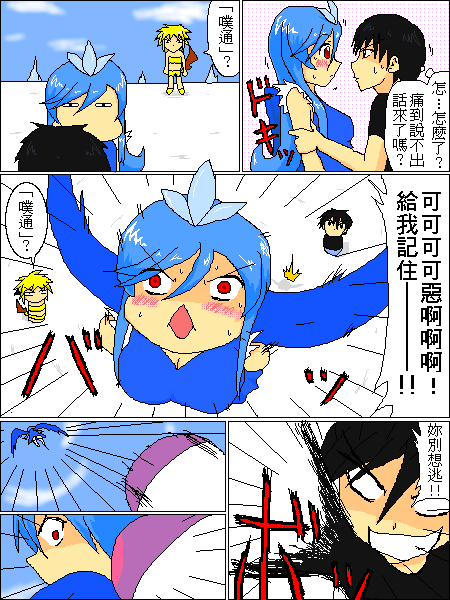 怎…怎麼了?
痛到說不出
話來了嗎?
ドキッ
「噗通」?
可可可可惡啊啊啊!
給我記住———!!
「噗通」?
バッ
妳別想逃!!
ボッ